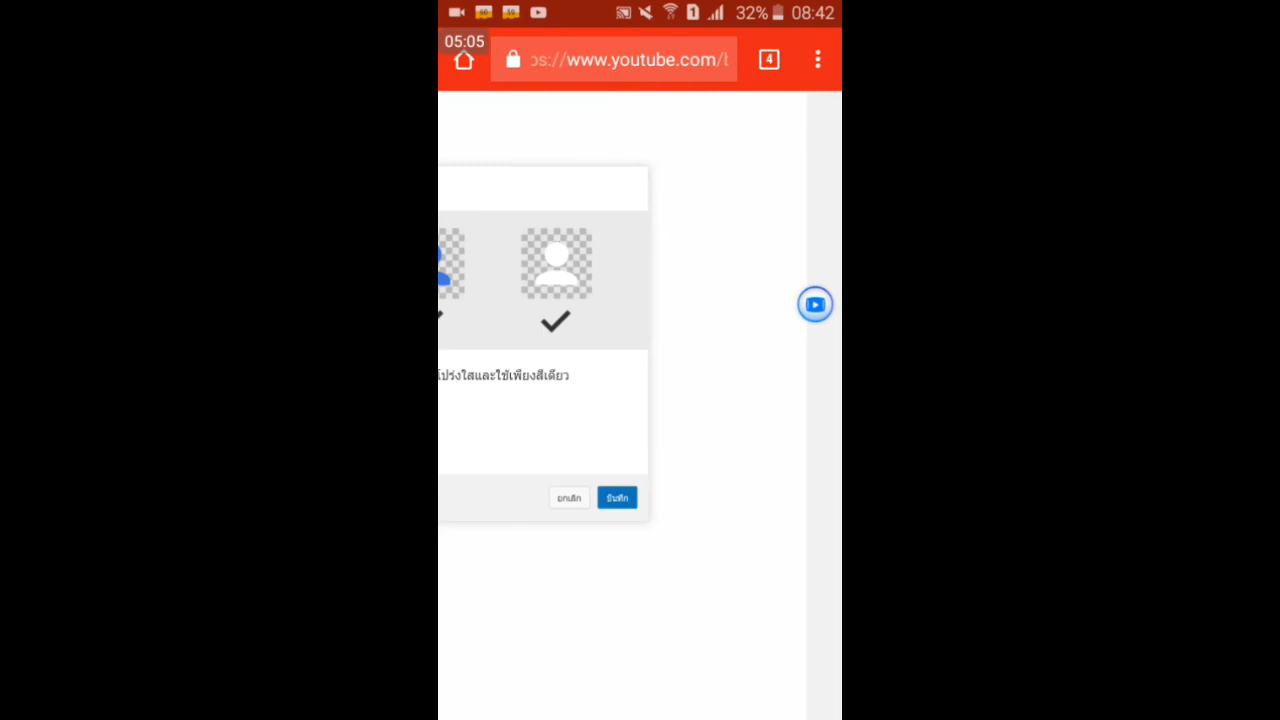 32% 08:42
05:05
ps://www.youtube.com/b
4
โปร่งใสและใช้เพียงสีเดียว
ยกเลิก
บันทึก